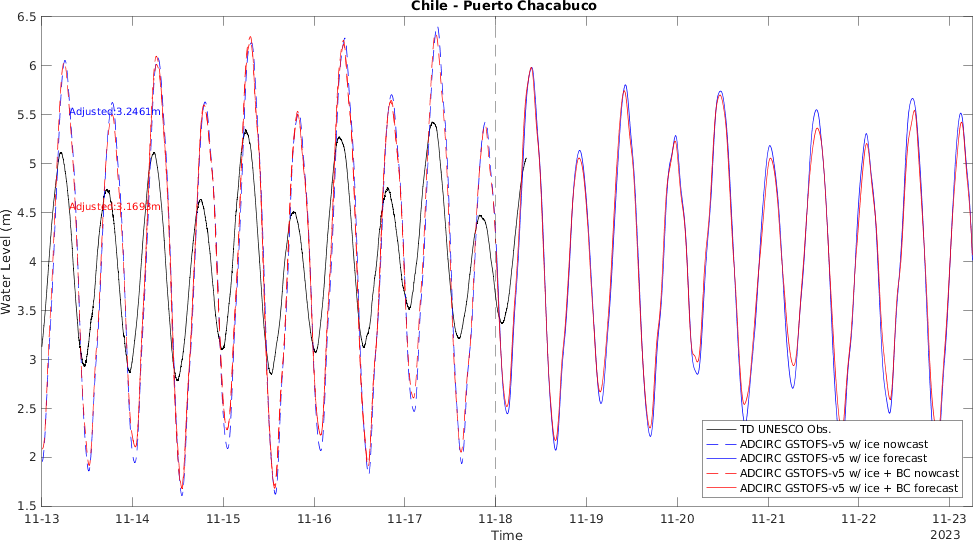 Chile - Puerto Chacabuco
Water Level (m)
6.5
6
5.5
5
4.5
4
3.5
3
2.5
2
1.5
Adjusted:3.2461m
Adjusted:3.1693m
TD UNESCO Obs.
ADCIRC GSTOFS-v5 w/ ice nowcast
ADCIRC GSTOFS-v5 w/ ice forecast
ADCIRC GSTOFS-v5 w/ ice + BC nowcast
ADCIRC GSTOFS-v5 w/ ice + BC forecast
11-13 11-14 11-15 11-16 11-17 11-18 11-19 11-20 11-21 11-22 11-23
Time 2023